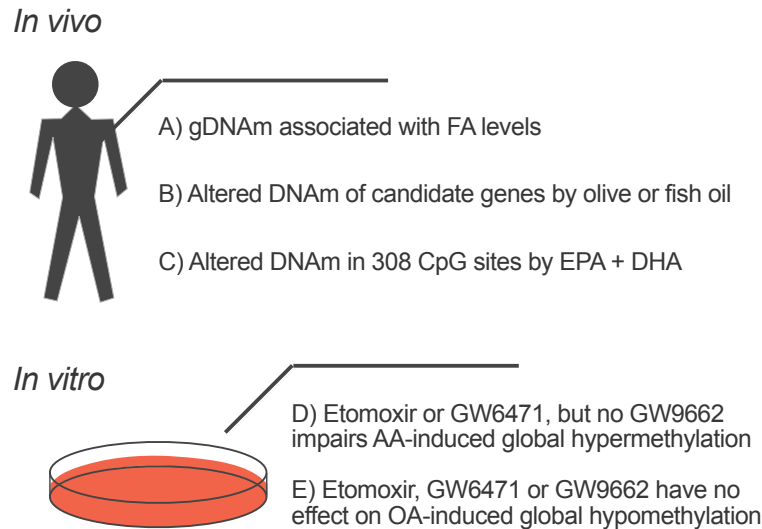 In vivo
A) gDNAm associated with FA levels
B) Altered DNAm of candidate genes by olive or fish oil
C) Altered DNAm in 308 CpG sites by EPA + DHA
In vitro
D) Etomoxir or GW6471, but no GW9662
impairs AA-induced global hypermethylation
E) Etomoxir, GW6471 or GW9662 have no
effect on OA-induced global hypomethylation